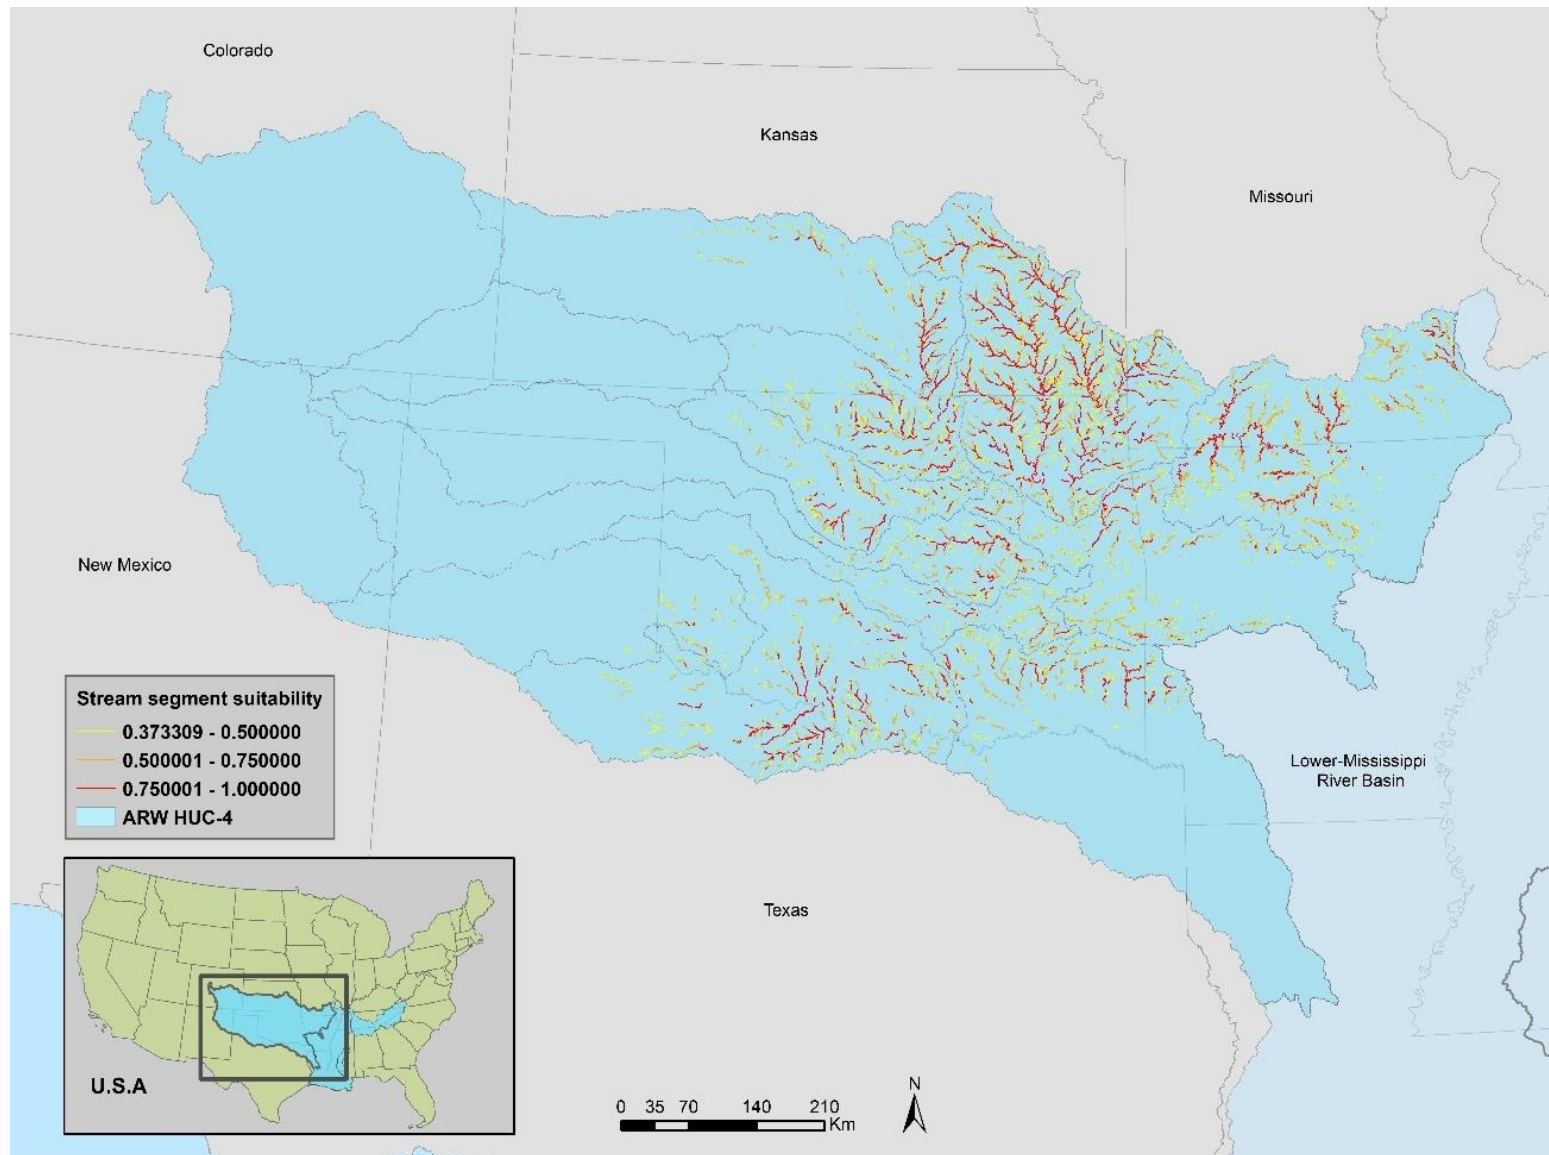 Colorado
Kansas
Missouri
New Mexico
Stream segment suitability
0.373309 - 0.500000
0.500001 - 0.750000
0.750001 - 1.000000
ARW HUC-4
Lower-Mississippi
River Basin
Texas
U.S.A
0 35 70 140 210
Km
N